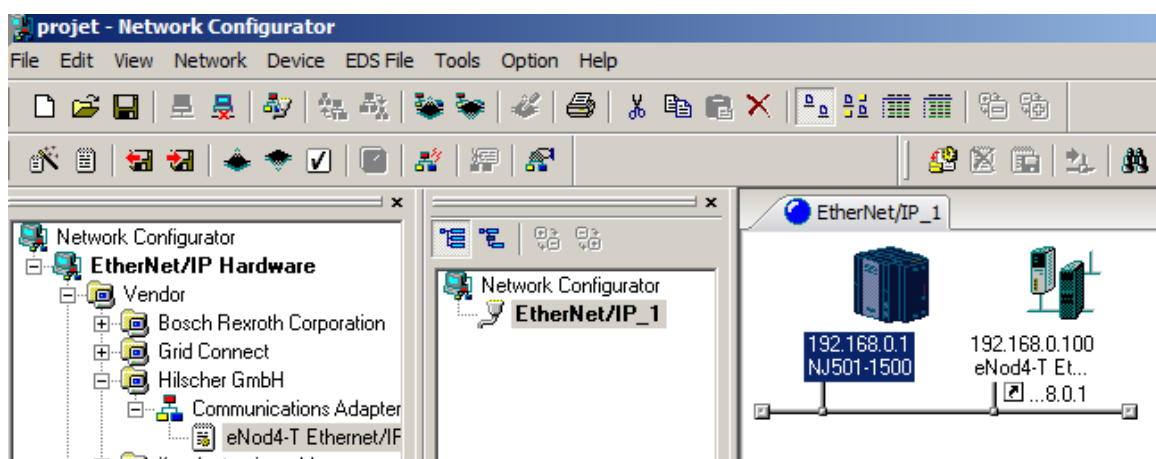 projet - Network Configurator
File Edit View Network Device EDS File Tools Option Help
EtherNet/IP_1
Network Configurator
EtherNet/IP Hardware
Vendor
Bosch Rexroth Corporation
Grid Connect
Hilscher GmbH
Communications Adapter
eNod4-T Ethernet/IF
Network Configurator
EtherNet/IP_1
192.168.0.1
NJ501-1500
192.168.0.100
eNod4-T Et...
...8.0.1